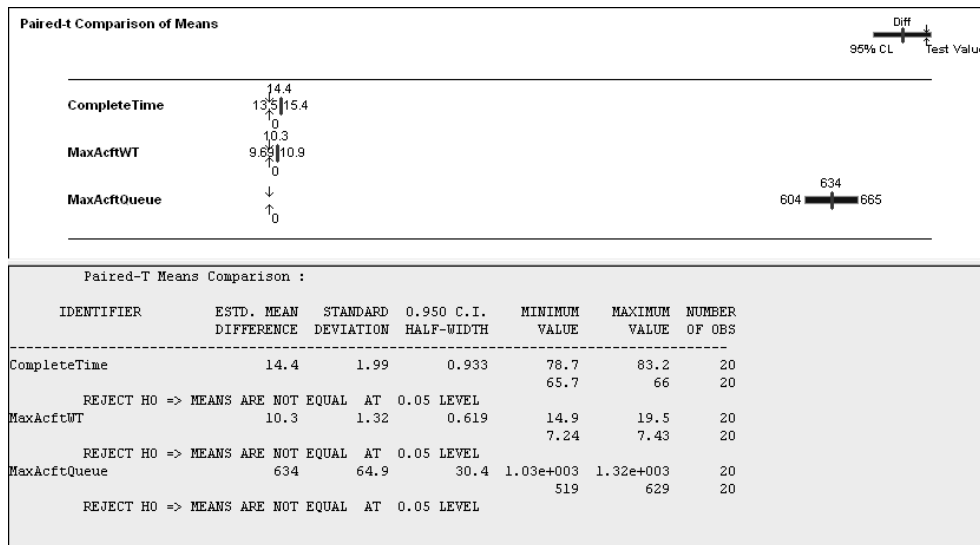 Paired-t Comparison of Means
Diff
95% CL Test Value
14.4
CompleteTime 13.5 15.4
0
10.3
MaxAcftWT 9.69 10.9
0
634
MaxAcftQueue 604 665
0
Paired-T Means Comparison :
IDENTIFIER ESTD. MEAN STANDARD 0.950 C.I. MINIMUM MAXIMUM NUMBER
DIFFERENCE DEVIATION HALF-WIDTH VALUE VALUE OF OBS
CompleteTime 14.4 1.99 0.933 78.7 83.2 20
65.7 66 20
REJECT H0 => MEANS ARE NOT EQUAL AT 0.05 LEVEL
MaxAcftWT 10.3 1.32 0.619 14.9 19.5 20
7.24 7.43 20
REJECT H0 => MEANS ARE NOT EQUAL AT 0.05 LEVEL
MaxAcftQueue 634 64.9 30.4 1.03e+003 1.32e+003 20
519 629 20
REJECT H0 => MEANS ARE NOT EQUAL AT 0.05 LEVEL